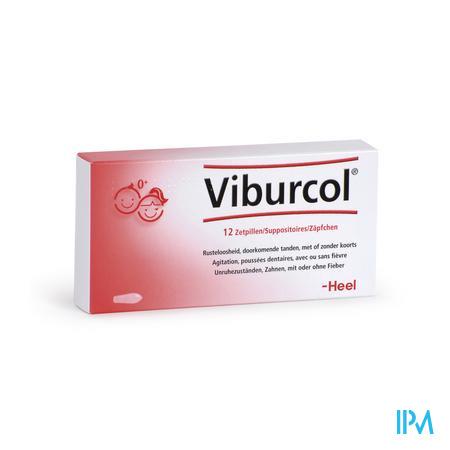 0+
Viburcol®
12 Zetpillen/Suppositoires/Zäpfchen
Rusteloosheid, doorkomende tanden, met of zonder koorts
Agitation, poussées dentaires, avec ou sans fièvre
Unruhezuständen, Zahnen, mit oder ohne Fieber
-Heel
IPM